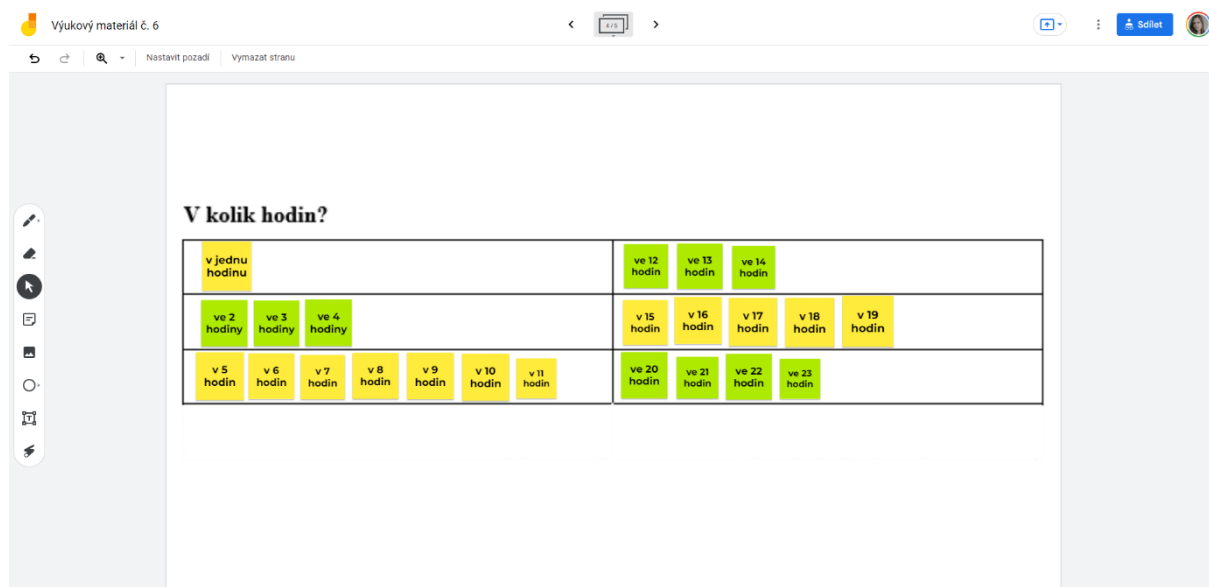 Výukový materiál č. 6
4 / 5
Sdílet
Nastavit pozadí
Vymazat stranu
V kolik hodin?
v jednu
hodinu
ve 12
hodin
ve 13
hodin
ve 14
hodin
ve 2
hodiny
ve 3
hodiny
ve 4
hodiny
v 15
hodin
v 16
hodin
v 17
hodin
v 18
hodin
v 19
hodin
v 5
hodin
v 6
hodin
v 7
hodin
v 8
hodin
v 9
hodin
v 10
hodin
v 11
hodin
ve 20
hodin
ve 21
hodin
ve 22
hodin
ve 23
hodin